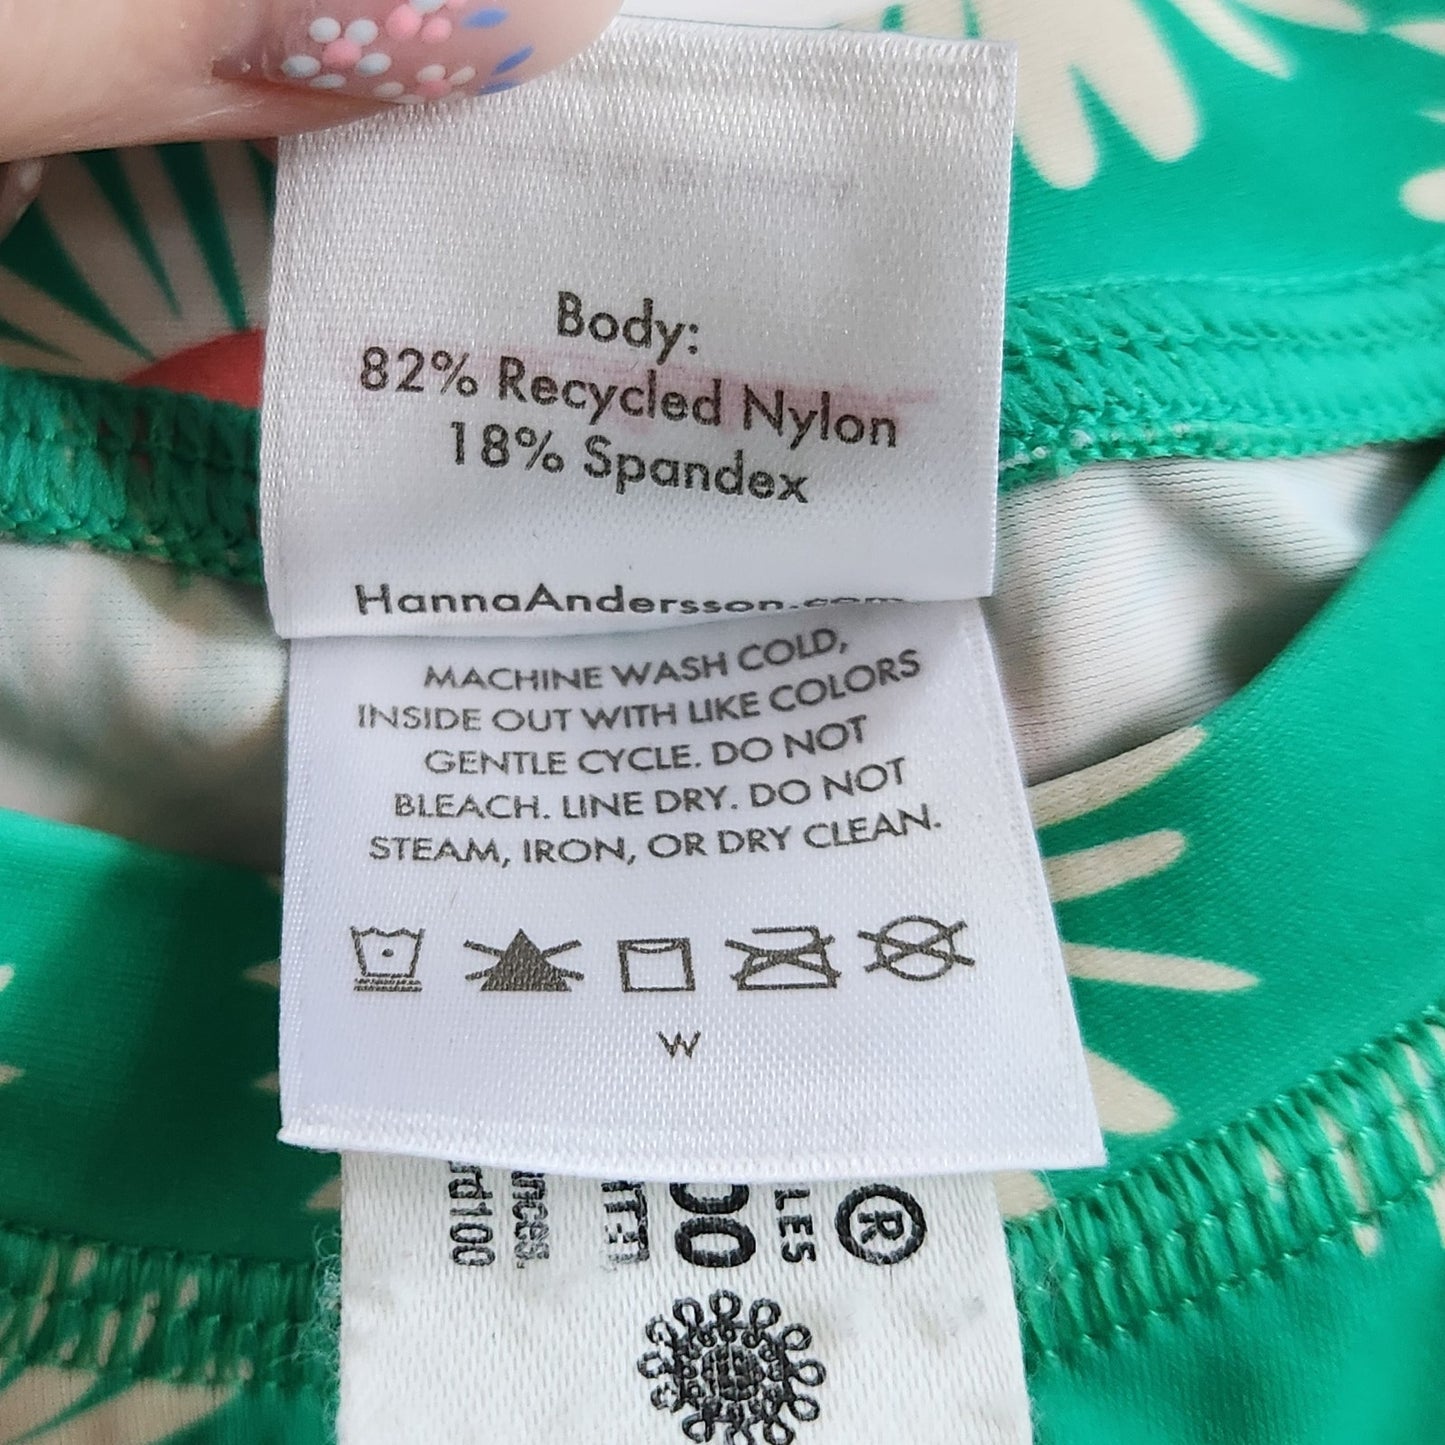 Body:
82% Recycled Nylon
18% Spandex
HannaAndersson.com
MACHINE WASH COLD,
INSIDE OUT WITH LIKE COLORS
GENTLE CYCLE. DO NOT
BLEACH. LINE DRY. DO NOT
STEAM, IRON, OR DRY CLEAN.
W
®